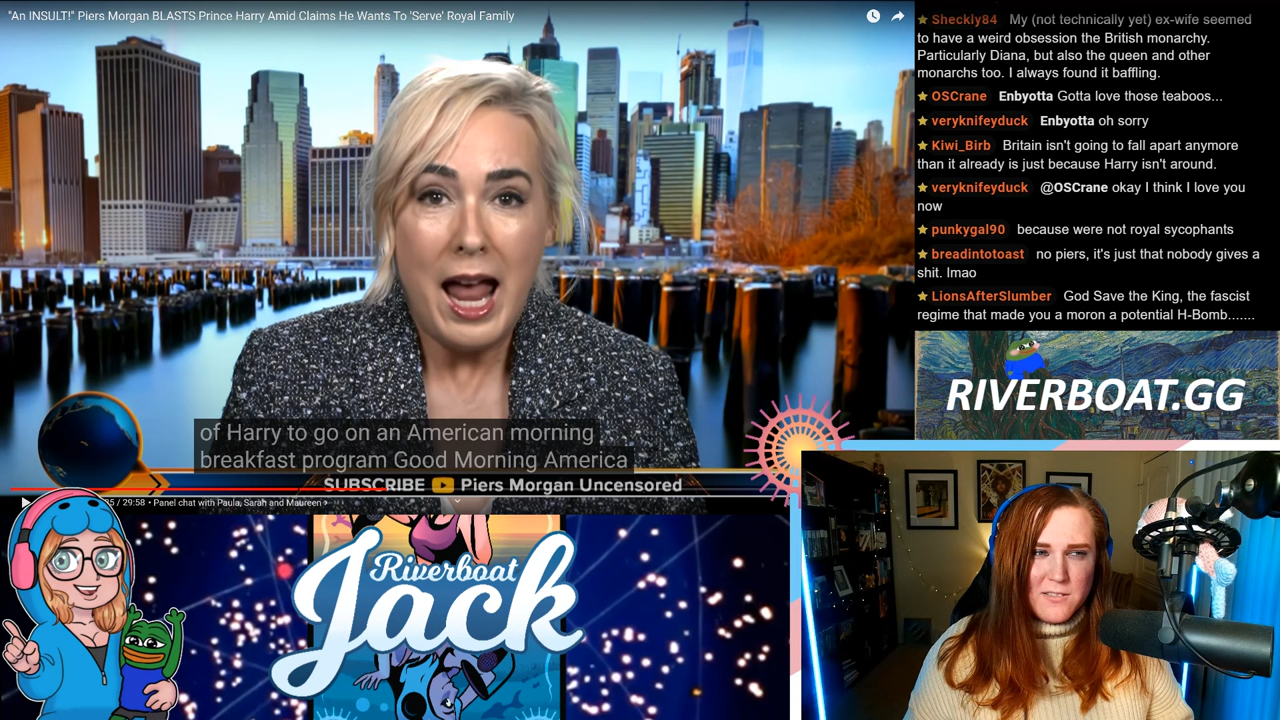 "An INSULT!" Piers Morgan BLASTS Prince Harry Amid Claims He Wants To 'Serve' Royal Family
of Harry to go on an American morning
breakfast program Good Morning America
SUBSCRIBE Piers Morgan Uncensored
/ 29:58 • Panel chat with Paula, Sarah and Maureen
Riverboat
Jack
Sheckly84 My (not technically yet) ex-wife seemed
to have a weird obsession the British monarchy.
Particularly Diana, but also the queen and other
monarchs too. I always found it baffling.
OSCrane Enbyotta Gotta love those teaboos...
veryknifeyduck Enbyotta oh sorry
Kiwi_Birb Britain isn't going to fall apart anymore
than it already is just because Harry isn't around.
veryknifeyduck @OSCrane okay I think I love you
now
punkygal90 because were not royal sycophants
breadintotoast no piers, it's just that nobody gives a
shit. lmao
LionsAfterSlumber God Save the King, the fascist
regime that made you a moron a potential H-Bomb.......
RIVERBOAT.GG